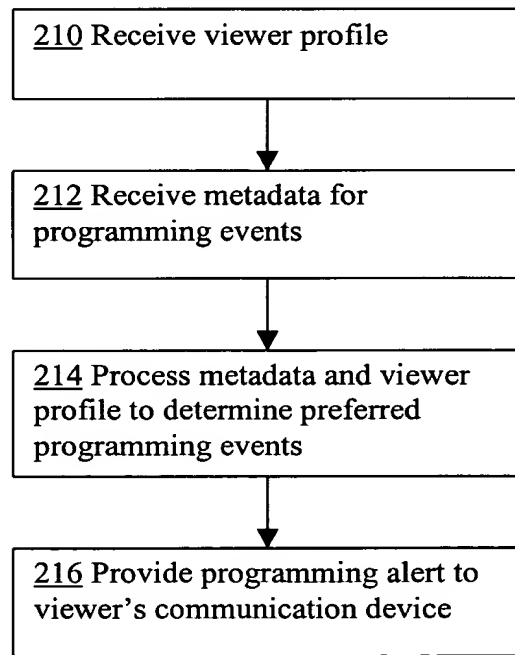 210 Receive viewer profile
212 Receive metadata for
programming events
214 Process metadata and viewer
profile to determine preferred
programming events
216 Provide programming alert to
viewer's communication device